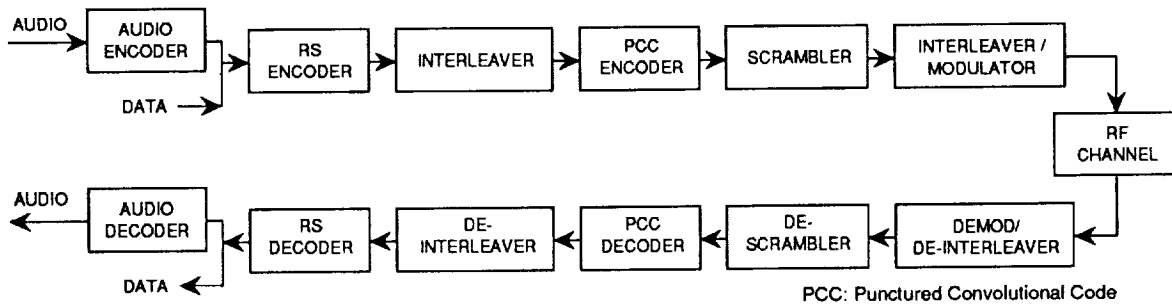 AUDIO
AUDIO
ENCODER
DATA
RS
ENCODER
INTERLEAVER
PCC
ENCODER
SCRAMBLER
INTERLEAVER /
MODULATOR
RF
CHANNEL
AUDIO
AUDIO
DECODER
DATA
RS
DECODER
DE-
INTERLEAVER
PCC
DECODER
DE-
SCRAMBLER
DEMOD/
DE-INTERLEAVER
PCC: Punctured Convolutional Code